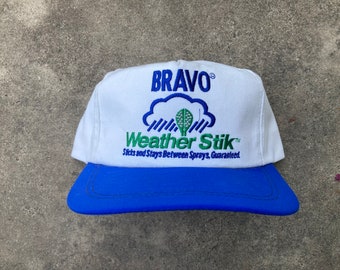 BRAVO
Weather Stik
Sticks and Stays Between Sprays, Guaranteed.